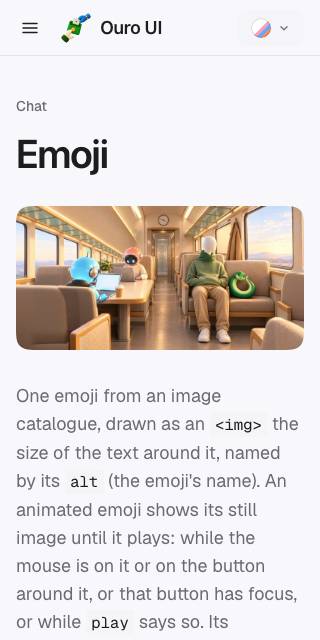 Ouro UI
Chat
Emoji
One emoji from an image
catalogue, drawn as an <img> the
size of the text around it, named
by its alt (the emoji's name). An
animated emoji shows its still
image until it plays: while the
mouse is on it or on the button
around it, or that button has focus,
or while play says so. Its